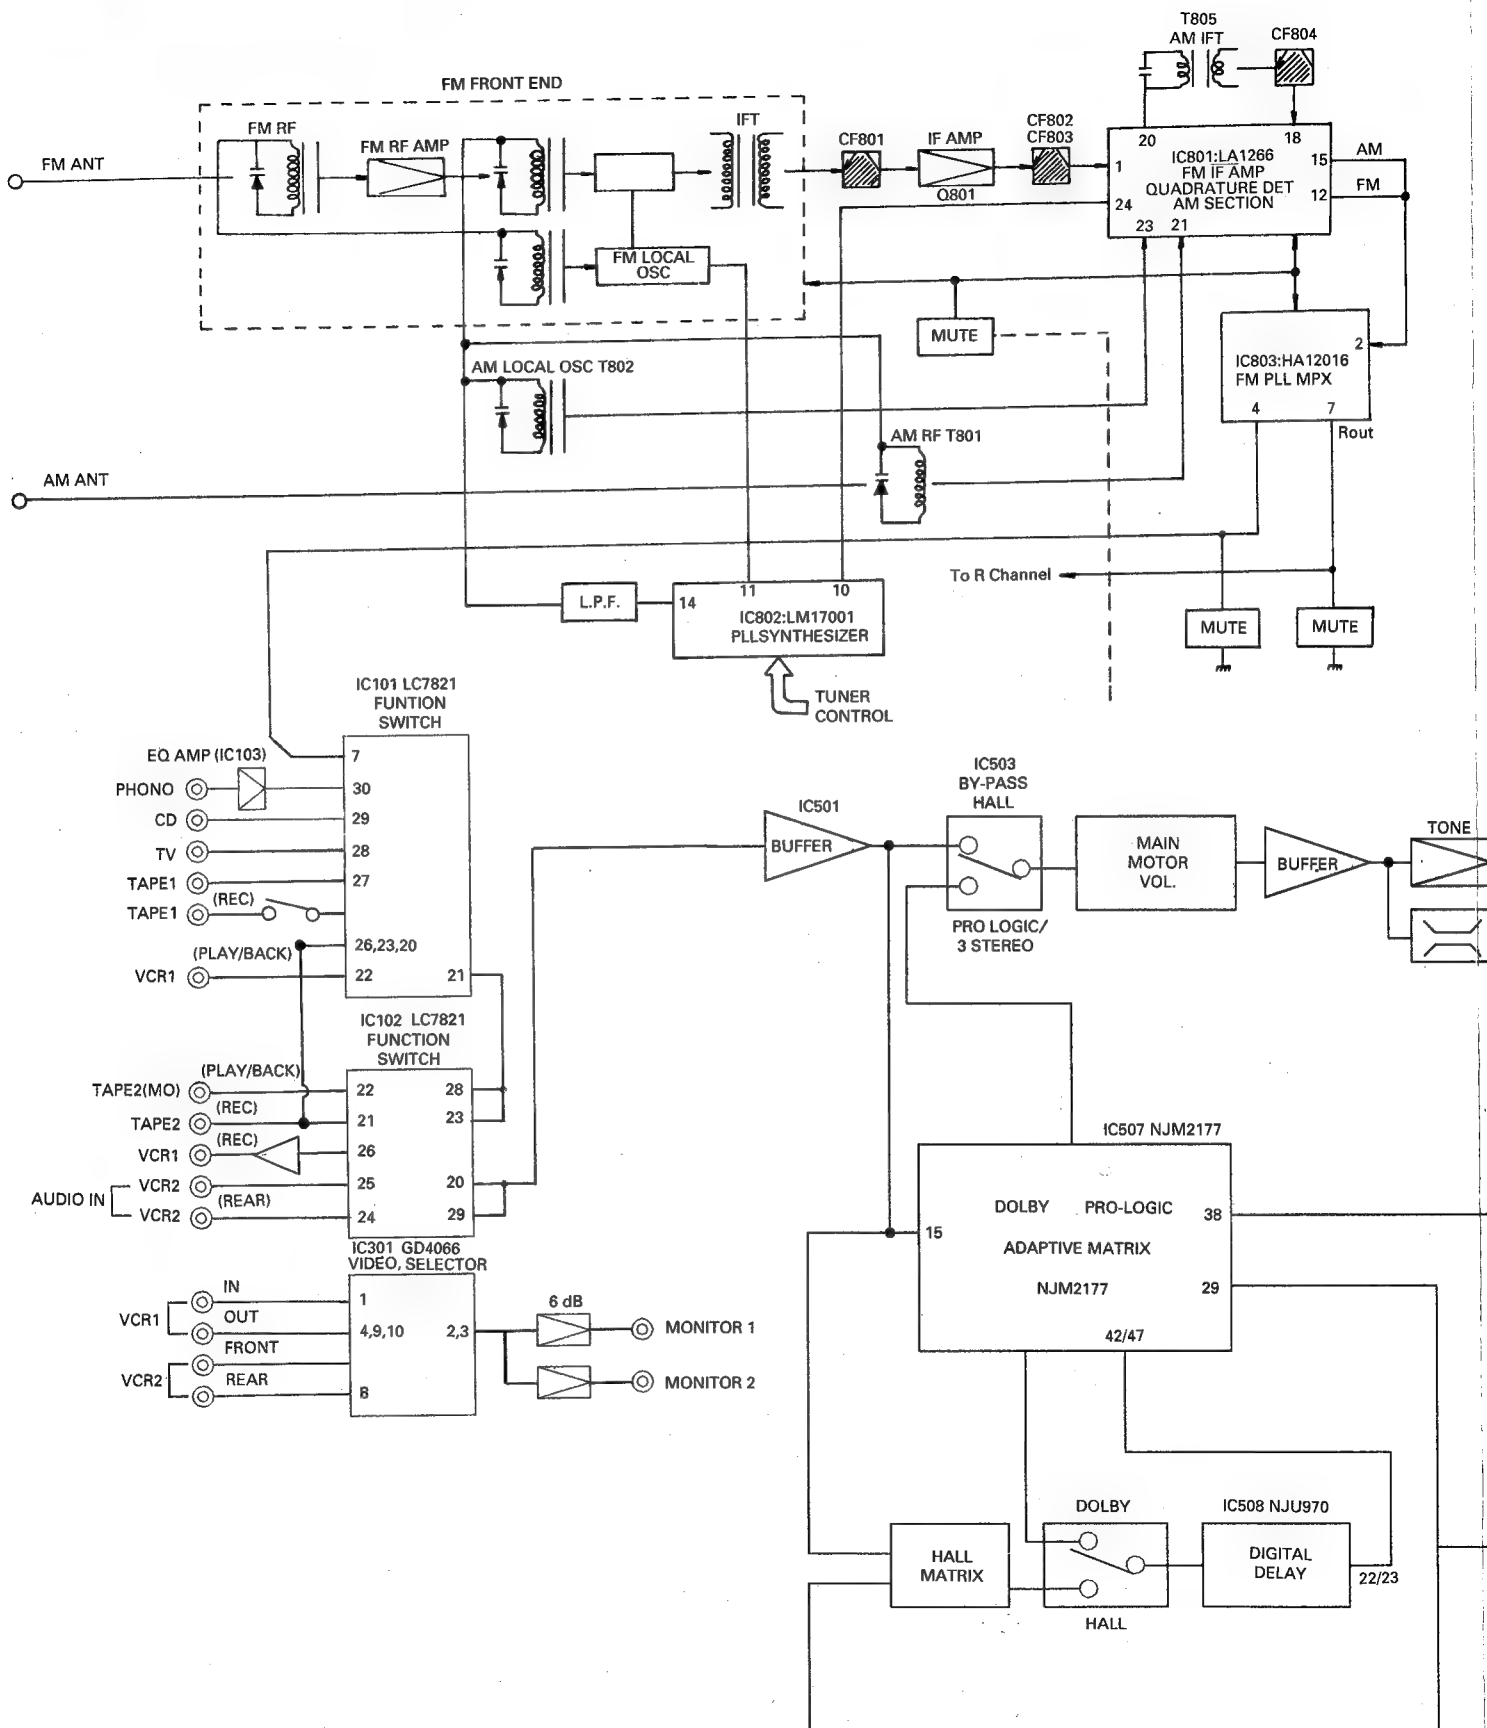 T805
AM IFT
CF804
FM FRONT END
FM RF
FM RF AMP
IFT
CF801
IF AMP
CF802
CF803
Q801
FM ANT
20
18
1
IC801:LA1266
FM IF AMP
QUADRATURE DET
AM SECTION
15
12
24
23
21
AM
FM
FM LOCAL
OSC
MUTE
2
IC803:HA12016
FM PLL MPX
4
7
Rout
AM LOCAL OSC T802
AM RF T801
AM ANT
To R Channel
L.P.F.
14
11
10
IC802:LM17001
PLLSYNTHESIZER
MUTE
MUTE
TUNER
CONTROL
IC101 LC7821
FUNTION
SWITCH
EQ AMP (IC103)
7
PHONO
30
CD
29
TV
28
TAPE1
27
TAPE1
(REC)
26,23,20
(PLAY/BACK)
VCR1
22
21
IC501
BUFFER
IC503
BY-PASS
HALL
PRO LOGIC/
3 STEREO
MAIN
MOTOR
VOL.
BUFFER
TONE
IC102 LC7821
FUNCTION
SWITCH
(PLAY/BACK)
TAPE2(MO)
22
28
(REC)
TAPE2
21
23
(REC)
VCR1
26
AUDIO IN
VCR2
25
20
(REAR)
VCR2
24
29
IC301 GD4066
VIDEO, SELECTOR
VCR1
IN
1
OUT
4,9,10
2,3
FRONT
VCR2
REAR
8
6 dB
MONITOR 1
MONITOR 2
IC507 NJM2177
DOLBY PRO-LOGIC
38
15
ADAPTIVE MATRIX
NJM2177
29
42/47
DOLBY
IC508 NJU970
HALL
MATRIX
DIGITAL
DELAY
22/23
HALL